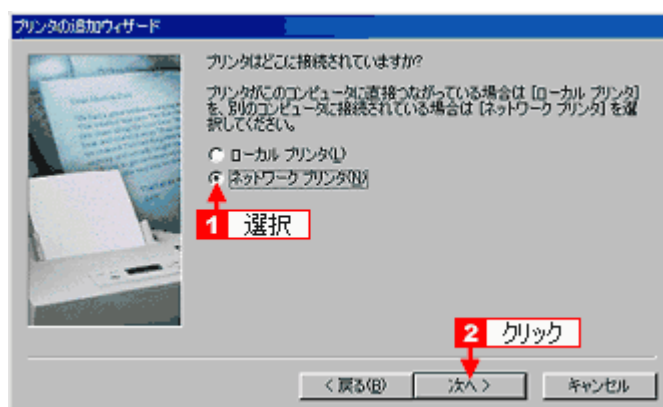 プリンタの追加ウィザード
プリンタはどこに接続されていますか?
プリンタがこのコンピュータに直接つながっている場合は [ローカル プリンタ]
を、別のコンピュータに接続されている場合は [ネットワーク プリンタ] を選
択してください。
ローカル プリンタ(L)
ネットワーク プリンタ(N)
1 選択
2 クリック
< 戻る(B)
次へ >
キャンセル